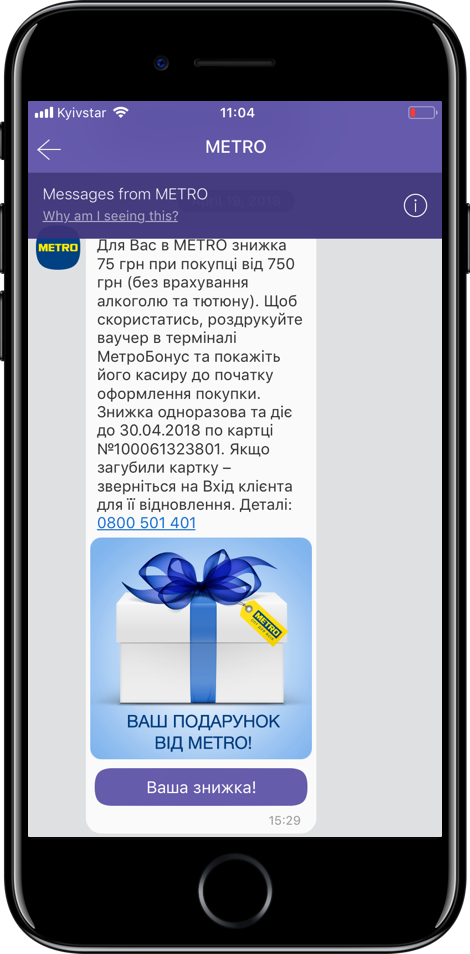 Kyivstar
11:04
METRO
Messages from METRO
Why am I seeing this?
METRO
Для Вас в METRO знижка
75 грн при покупці від 750
грн (без врахування
алкоголю та тютюну). Щоб
скористатись, роздрукуйте
ваучер в терміналі
МетроБонус та покажіть
його касиру до початку
оформлення покупки.
Знижка одноразова та діє
до 30.04.2018 по картці
№100061323801. Якщо
загубили картку –
зверніться на Вхід клієнта
для її відновлення. Деталі:
0800 501 401
METRO
ВАШ ПОДАРУНОК
ВІД METRO!
Ваша знижка!
15:29